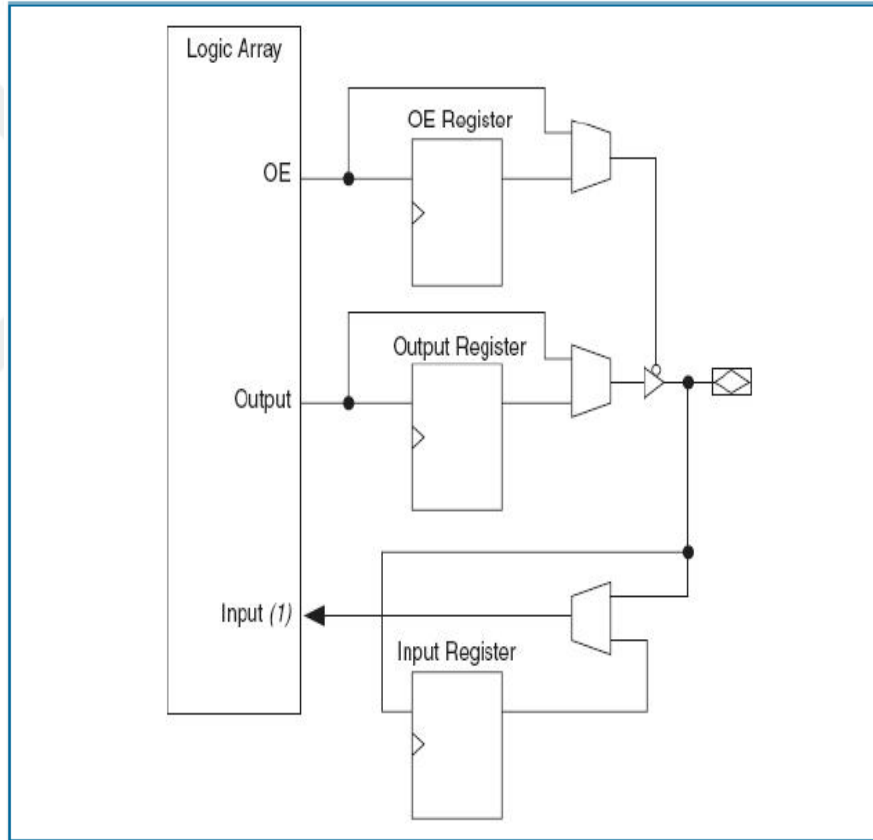 Logic Array
OE Register
OE
Output Register
Output
Input (1)
Input Register